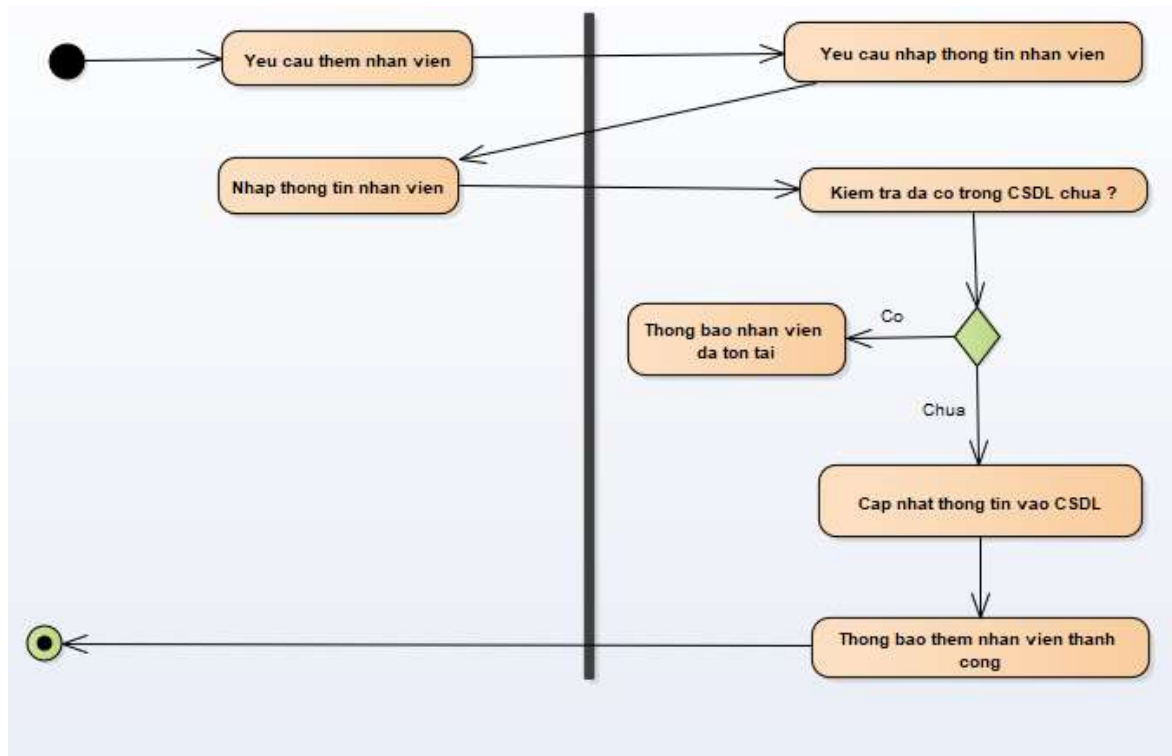 Yeu cau them nhan vien
Yeu cau nhap thong tin nhan vien
Nhap thong tin nhan vien
Kiem tra da co trong CSDL chua ?
Co
Thong bao nhan vien
da ton tai
Chua
Cap nhat thong tin vao CSDL
Thong bao them nhan vien thanh
cong